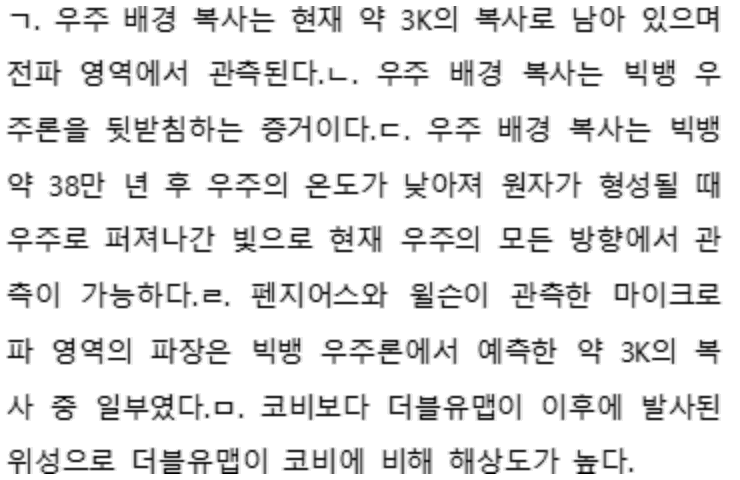 ㄱ. 우주 배경 복사는 현재 약 3K의 복사로 남아 있으며
전파 영역에서 관측된다.ㄴ. 우주 배경 복사는 빅뱅 우
주론을 뒷받침하는 증거이다.ㄷ. 우주 배경 복사는 빅뱅
약 38만 년 후 우주의 온도가 낮아져 원자가 형성될 때
우주로 퍼져나간 빛으로 현재 우주의 모든 방향에서 관
측이 가능하다.ㄹ. 펜지어스와 윌슨이 관측한 마이크로
파 영역의 파장은 빅뱅 우주론에서 예측한 약 3K의 복
사 중 일부였다.ㅁ. 코비보다 더블유맵이 이후에 발사된
위성으로 더블유맵이 코비에 비해 해상도가 높다.